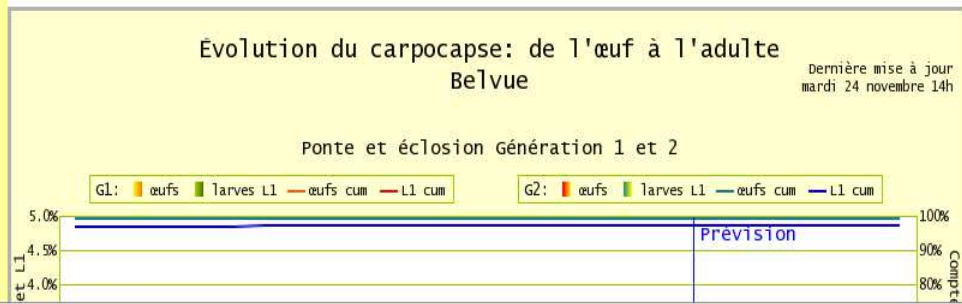 Évolution du carpocapse: de l'œuf à l'adulte
Belvue
Dernière mise à jour
mardi 24 novembre 14h
Ponte et éclosion Génération 1 et 2
G1: œufs larves L1 œufs cum L1 cum
G2: œufs larves L1 œufs cum L1 cum
5.0% 100%
Prévision
4.5% 90%
4.0% 80%
et L1